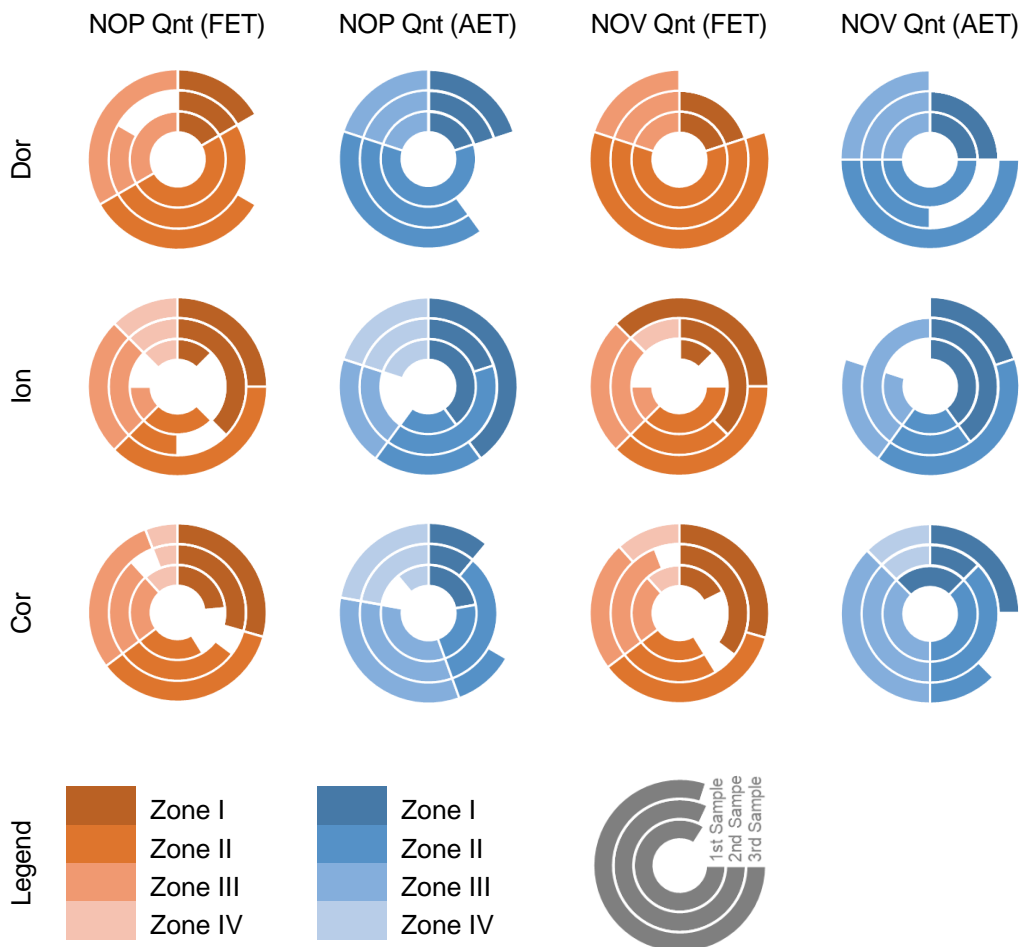 NOP Qnt (FET) NOP Qnt (AET) NOV Qnt (FET) NOV Qnt (AET)
Dor
Ion
Cor
Legend
Zone I
Zone II
Zone III
Zone IV
Zone I
Zone II
Zone III
Zone IV
1st Sample
2nd Sampe
3rd Sample